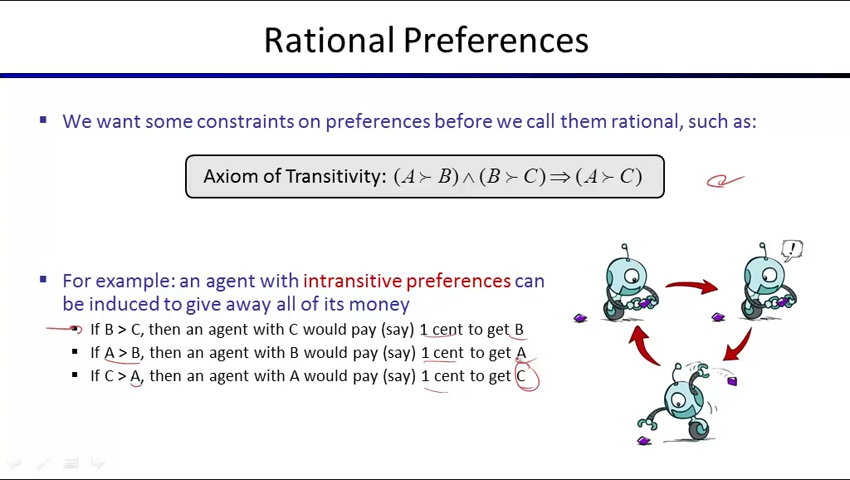 Rational Preferences
▪ We want some constraints on preferences before we call them rational, such as:
Axiom of Transitivity: (A ≻ B) ∧ (B ≻ C) ⇒ (A ≻ C)
▪ For example: an agent with intransitive preferences can
be induced to give away all of its money
▪ If B > C, then an agent with C would pay (say) 1 cent to get B
▪ If A > B, then an agent with B would pay (say) 1 cent to get A
▪ If C > A, then an agent with A would pay (say) 1 cent to get C
!